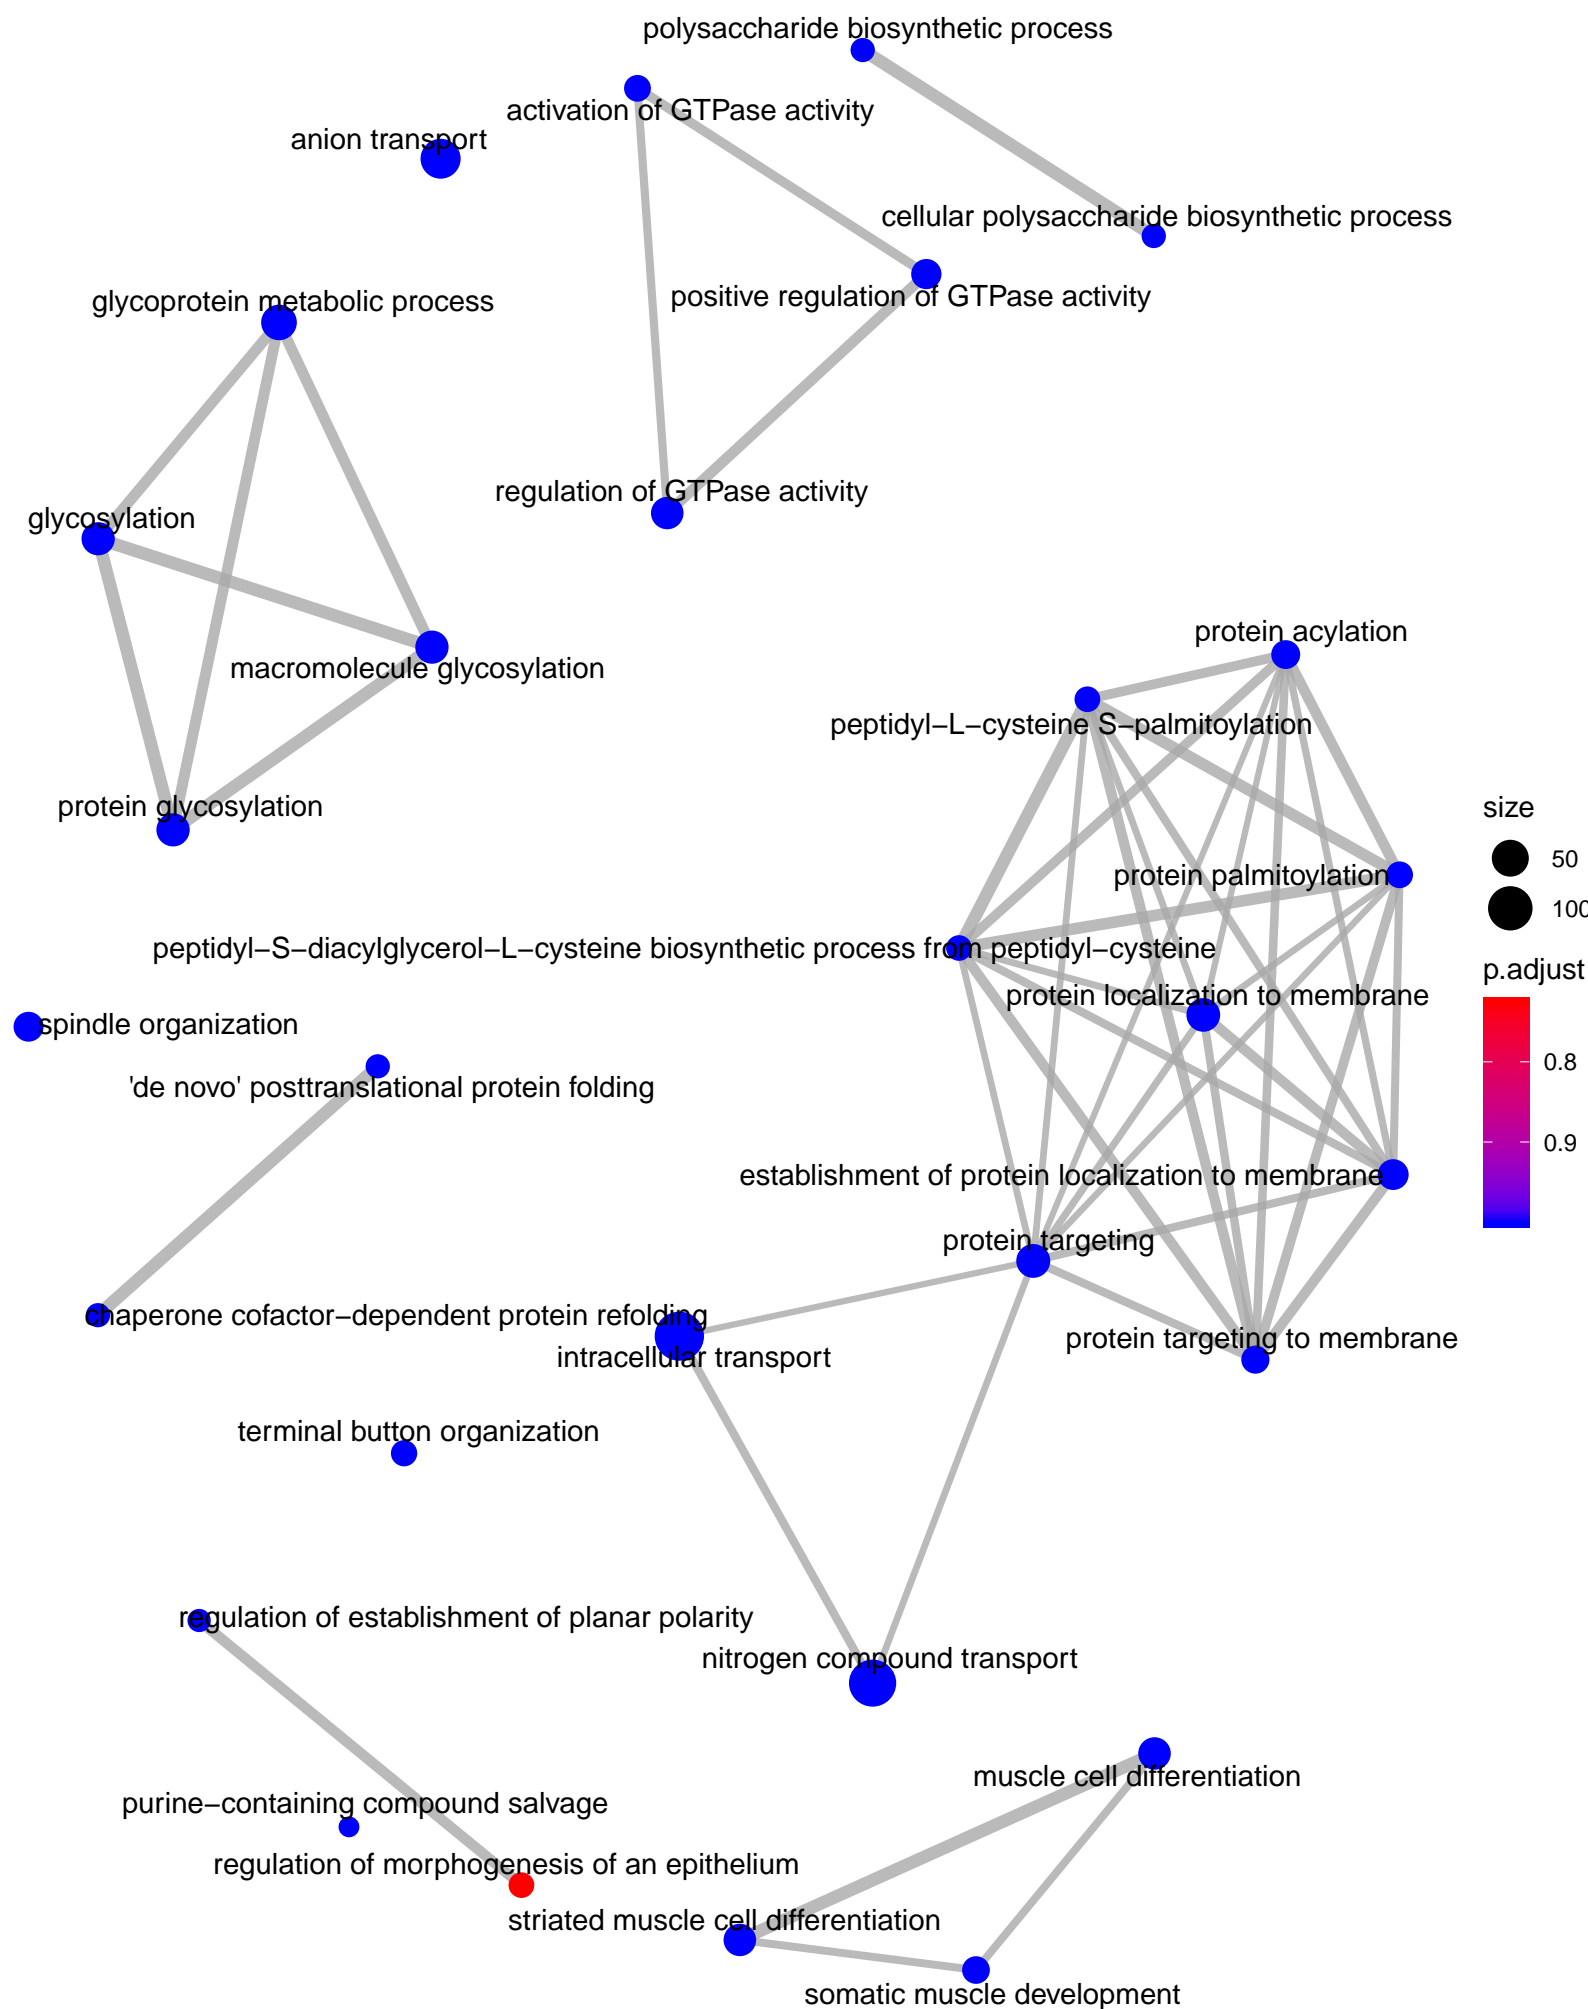 polysaccharide biosynthetic process
activation of GTPase activity
anion transport
cellular polysaccharide biosynthetic process
positive regulation of GTPase activity
glycoprotein metabolic process
regulation of GTPase activity
glycosylation
protein acylation
macromolecule glycosylation
peptidyl−L−cysteine S−palmitoylation
protein glycosylation
size
50
100
protein palmitoylation
peptidyl−S−diacylglycerol−L−cysteine biosynthetic process from peptidyl−cysteine
p.adjust
0.8
0.9
protein localization to membrane
spindle organization
'de novo' posttranslational protein folding
establishment of protein localization to membrane
protein targeting
chaperone cofactor−dependent protein refolding
protein targeting to membrane
intracellular transport
terminal button organization
regulation of establishment of planar polarity
nitrogen compound transport
muscle cell differentiation
purine−containing compound salvage
regulation of morphogenesis of an epithelium
striated muscle cell differentiation
somatic muscle development